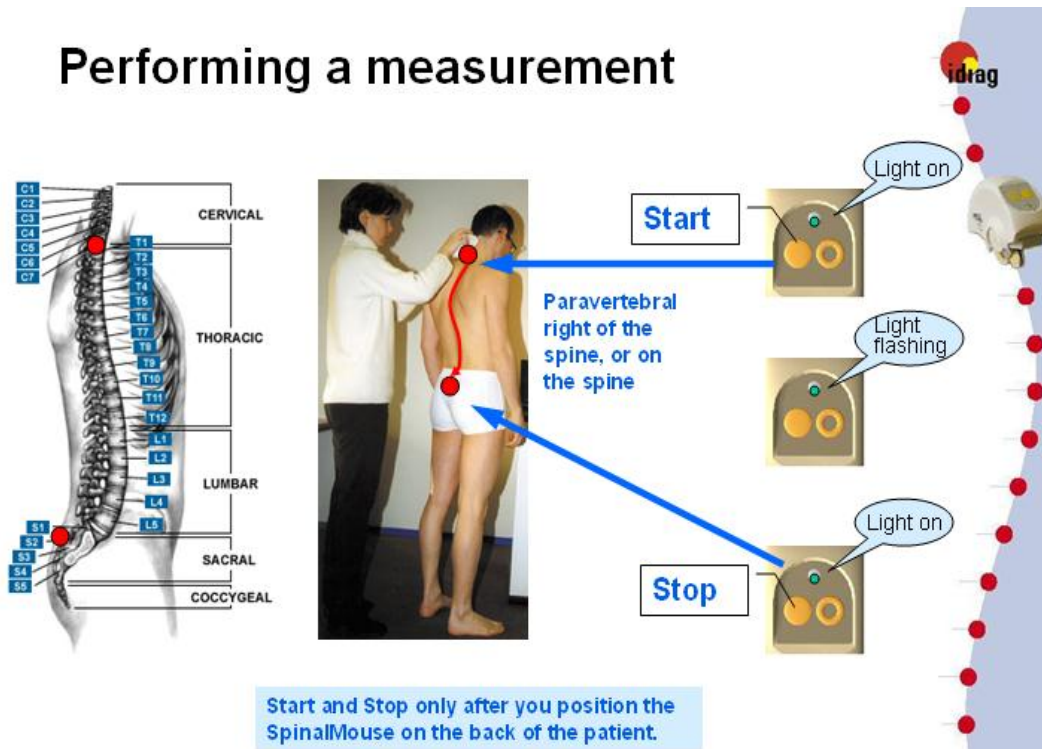 Performing a measurement
idiag
C1
C2
C3
C4
C5
C6
C7
T1
T2
T3
T4
T5
T6
T7
T8
T9
T10
T11
T12
L1
L2
L3
L4
L5
S1
S2
S3
S4
S5
CERVICAL
THORACIC
LUMBAR
SACRAL
COCCYGEAL
Start
Light on
Paravertebral
right of the
spine, or on
the spine
Light
flashing
Stop
Light on
Start and Stop only after you position the
SpinalMouse on the back of the patient.